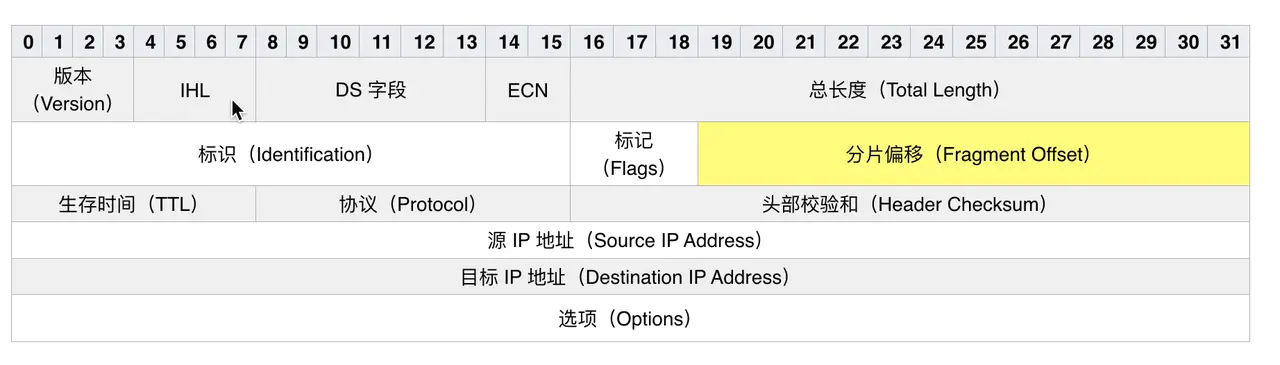 0 1 2 3 4 5 6 7 8 9 10 11 12 13 14 15 16 17 18 19 20 21 22 23 24 25 26 27 28 29 30 31
版本
（Version）
IHL
DS 字段
ECN
总长度（Total Length）
标识（Identification）
标记
（Flags）
分片偏移（Fragment Offset）
生存时间（TTL）
协议（Protocol）
头部校验和（Header Checksum）
源 IP 地址（Source IP Address）
目标 IP 地址（Destination IP Address）
选项（Options）